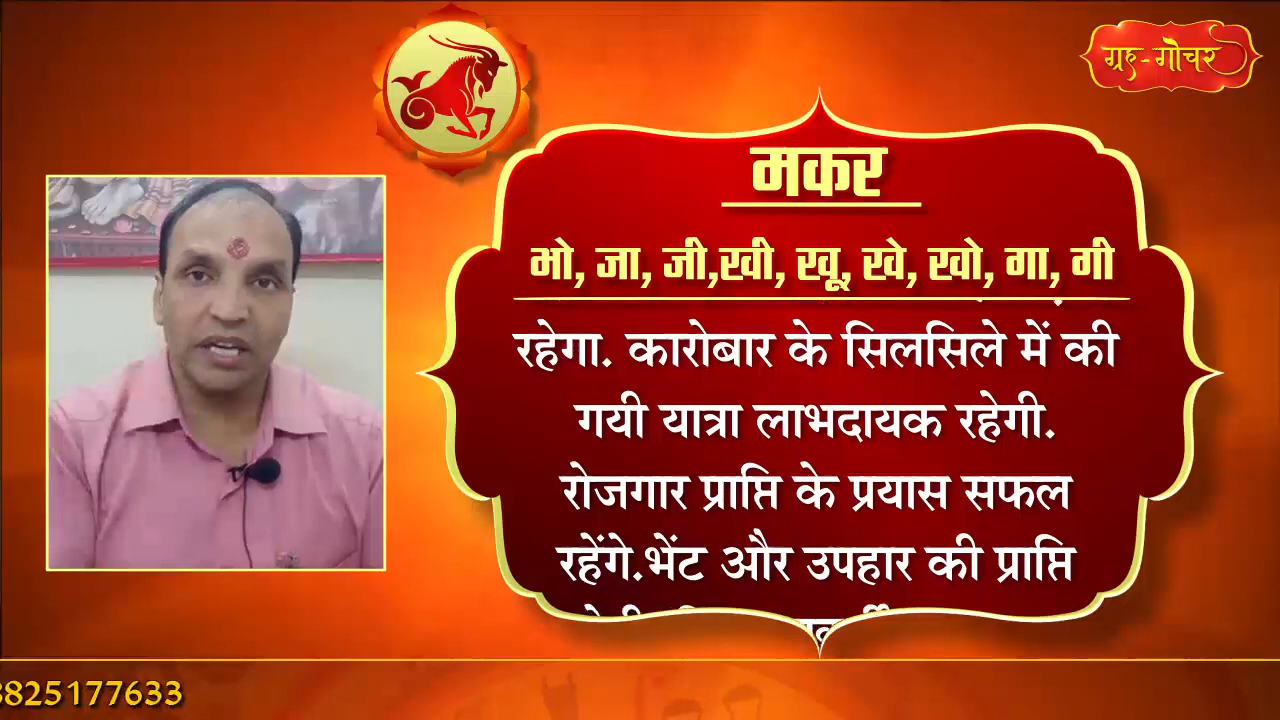 ग्रह-गोचर
मकर
भो, जा, जी,खी, खू, खे, खो, गा, गी
रहेगा. कारोबार के सिलसिले में की
गयी यात्रा लाभदायक रहेगी.
रोजगार प्राप्ति के प्रयास सफल
रहेंगे.भेंट और उपहार की प्राप्ति
8825177633